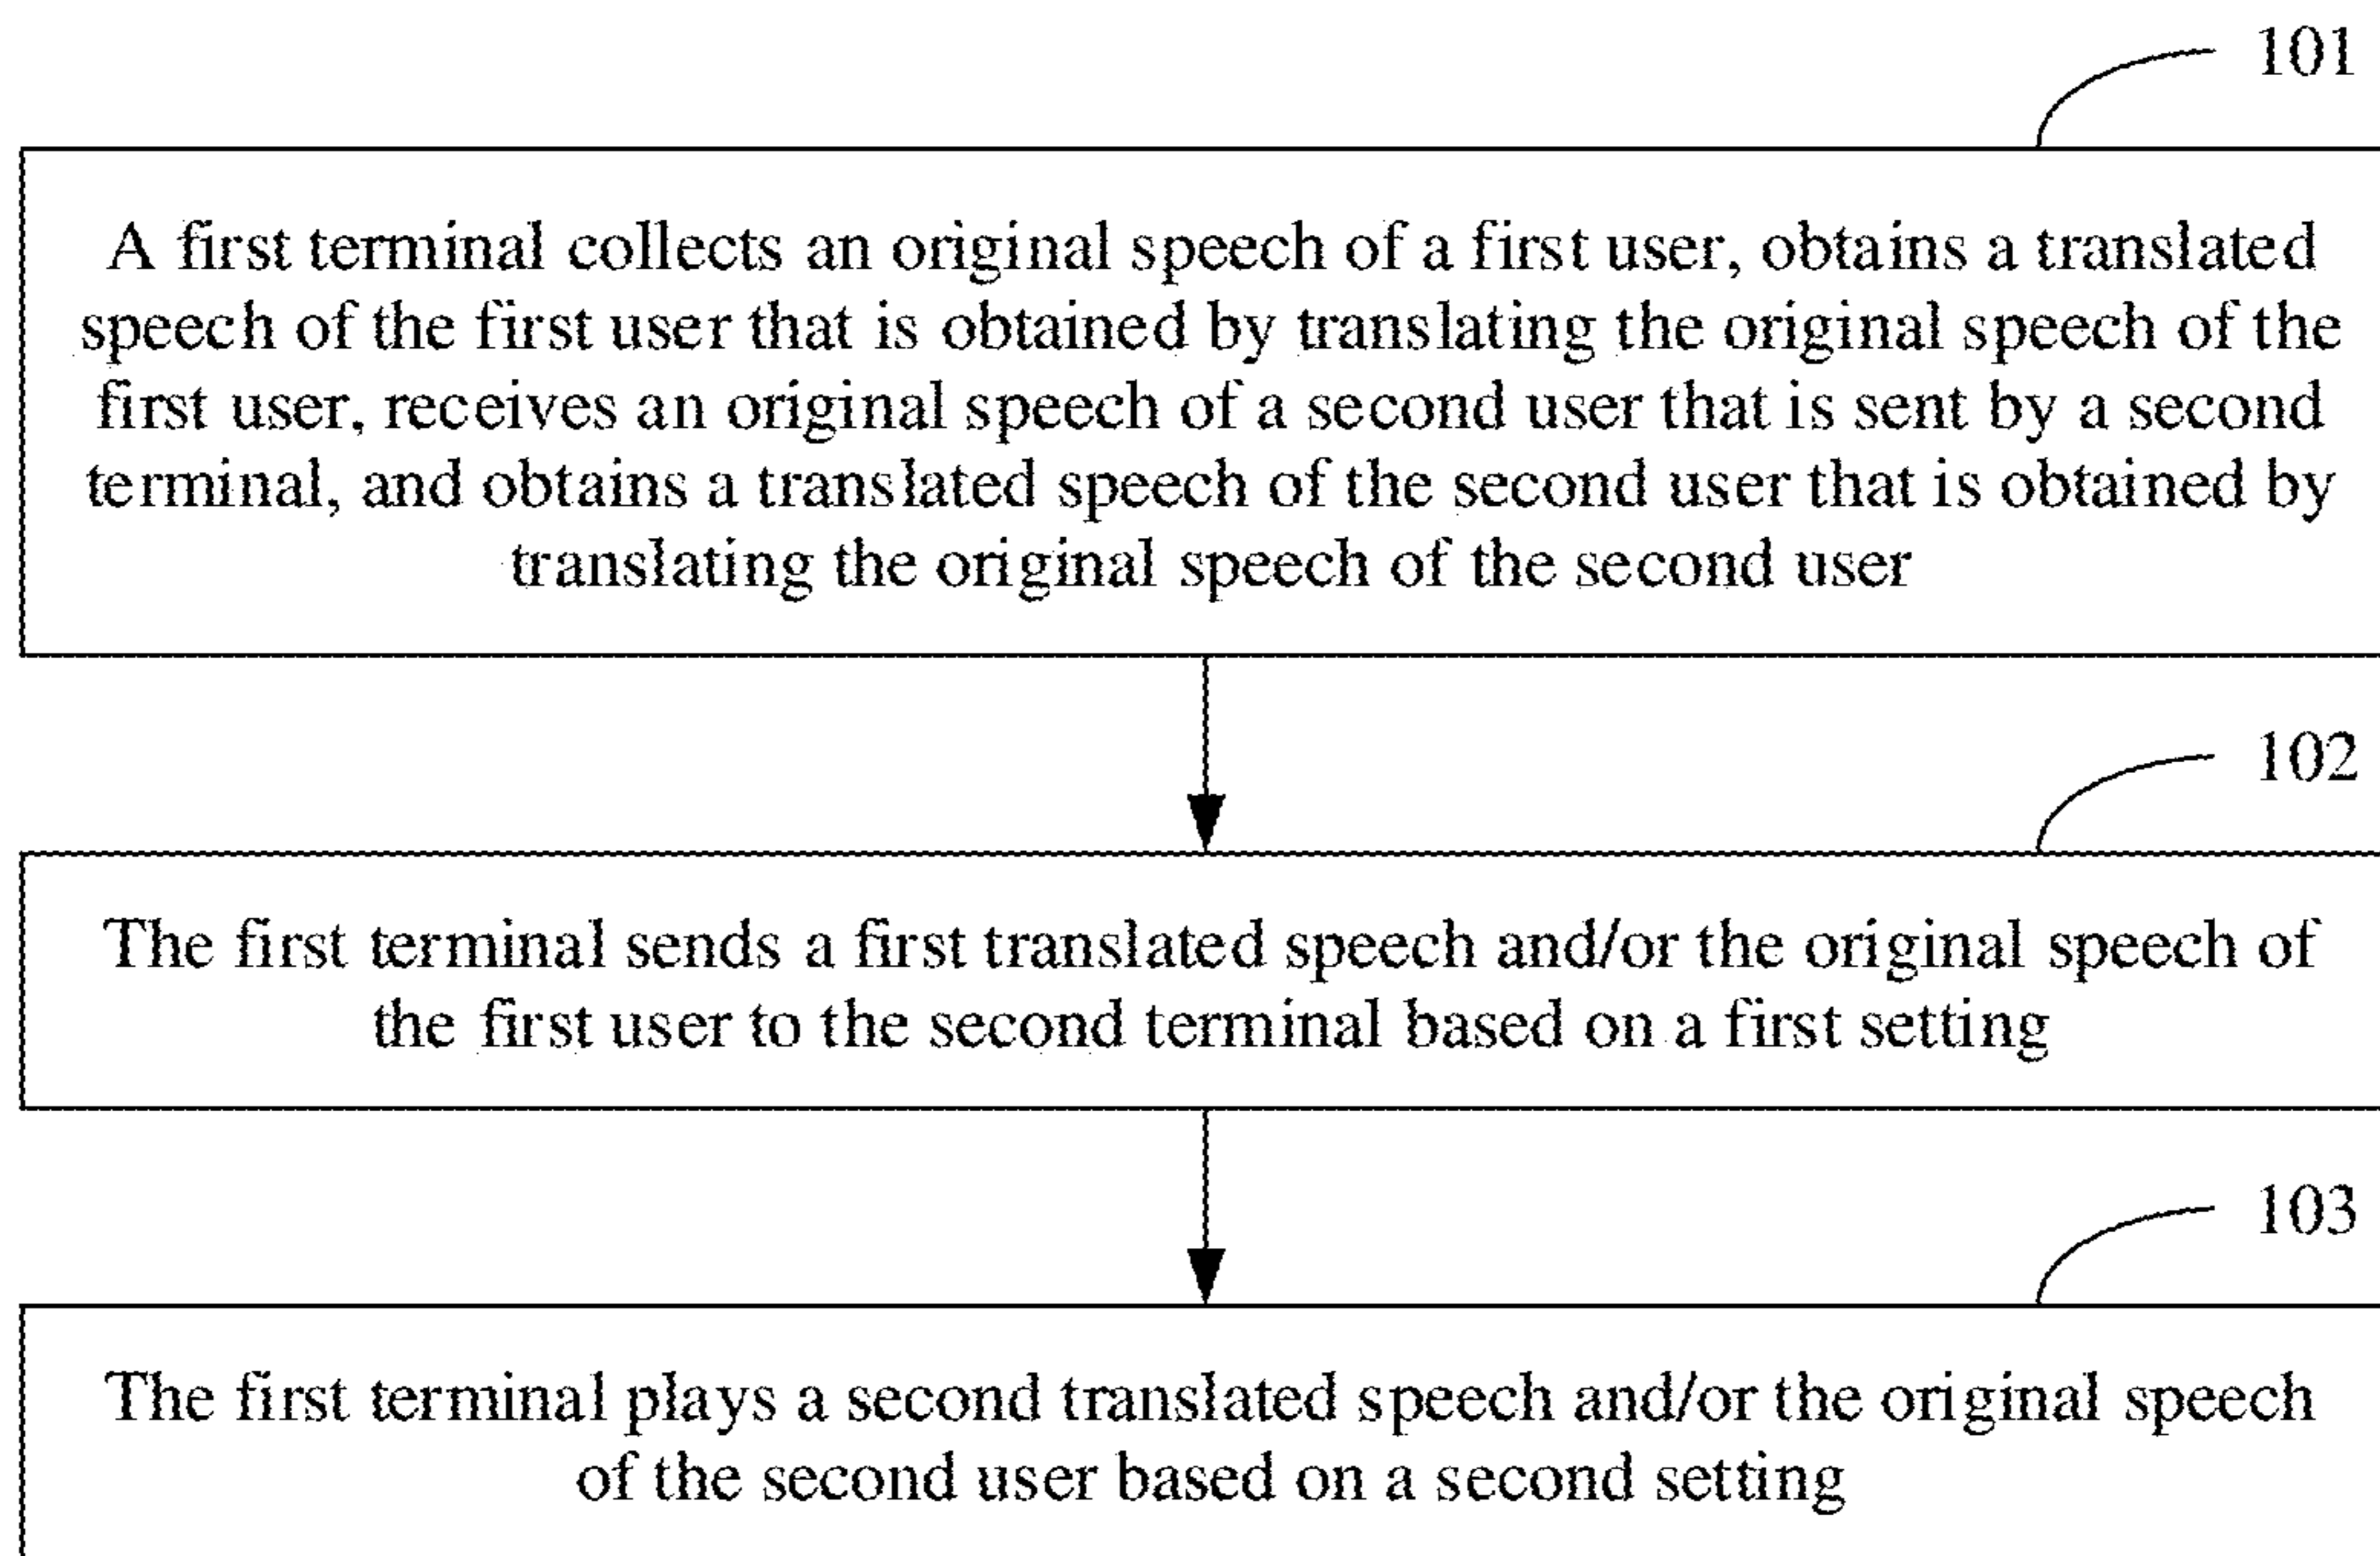 101
A first terminal collects an original speech of a first user, obtains a translated
speech of the first user that is obtained by translating the original speech of the
first user, receives an original speech of a second user that is sent by a second
terminal, and obtains a translated speech of the second user that is obtained by
translating the original speech of the second user
102
The first terminal sends a first translated speech and/or the original speech of
the first user to the second terminal based on a first setting
103
The first terminal plays a second translated speech and/or the original speech
of the second user based on a second setting